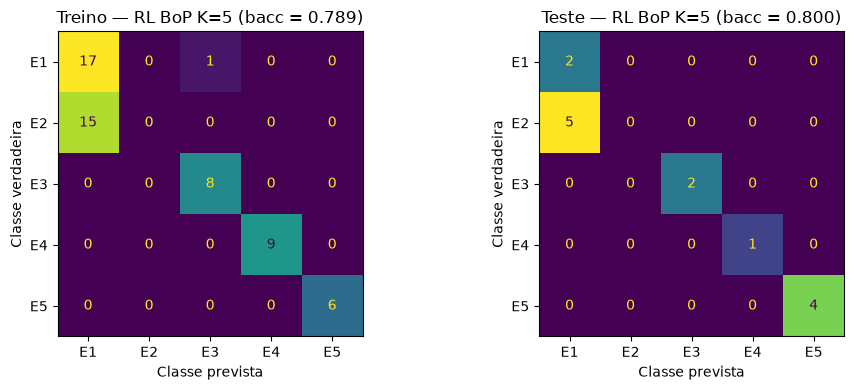 Treino — RL BoP K=5 (bacc = 0.789)
Classe verdadeira
E1 17 0 1 0 0
E2 15 0 0 0 0
E3 0 0 8 0 0
E4 0 0 0 9 0
E5 0 0 0 0 6
E1 E2 E3 E4 E5
Classe prevista
Teste — RL BoP K=5 (bacc = 0.800)
Classe verdadeira
E1 2 0 0 0 0
E2 5 0 0 0 0
E3 0 0 2 0 0
E4 0 0 0 1 0
E5 0 0 0 0 4
E1 E2 E3 E4 E5
Classe prevista